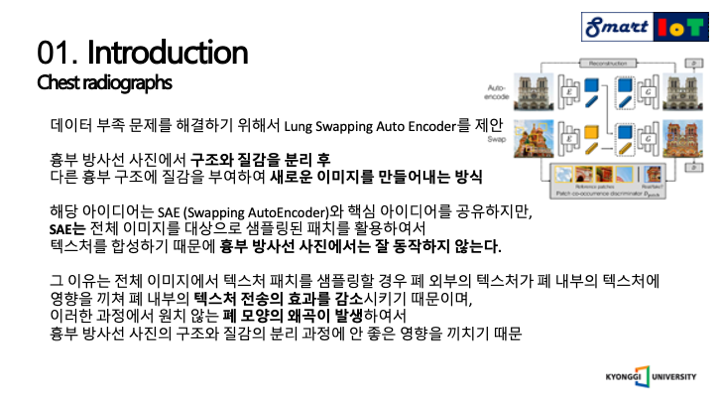 Smart IoT
01. Introduction
Chest radiographs
Reconstruction
D
Auto-
encode
E
G
Swap
E
G
D
Reference patches
Real/fake?
Patch co-occurrence discriminator Dpatch
데이터 부족 문제를 해결하기 위해서 Lung Swapping Auto Encoder를 제안
흉부 방사선 사진에서 구조와 질감을 분리 후
다른 흉부 구조에 질감을 부여하여 새로운 이미지를 만들어내는 방식
해당 아이디어는 SAE (Swapping AutoEncoder)와 핵심 아이디어를 공유하지만,
SAE는 전체 이미지를 대상으로 샘플링된 패치를 활용하여서
텍스처를 합성하기 때문에 흉부 방사선 사진에서는 잘 동작하지 않는다.
그 이유는 전체 이미지에서 텍스처 패치를 샘플링할 경우 폐 외부의 텍스처가 폐 내부의 텍스처에
영향을 끼쳐 폐 내부의 텍스처 전송의 효과를 감소시키기 때문이며,
이러한 과정에서 원치 않는 폐 모양의 왜곡이 발생하여서
흉부 방사선 사진의 구조와 질감의 분리 과정에 안 좋은 영향을 끼치기 때문
KYONGGI UNIVERSITY